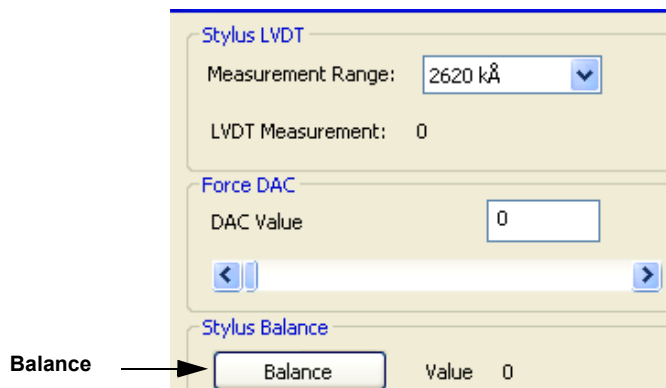 Stylus LVDT
Measurement Range: 2620 kÅ
LVDT Measurement: 0
Force DAC
DAC Value 0
Stylus Balance
Balance Balance Value 0